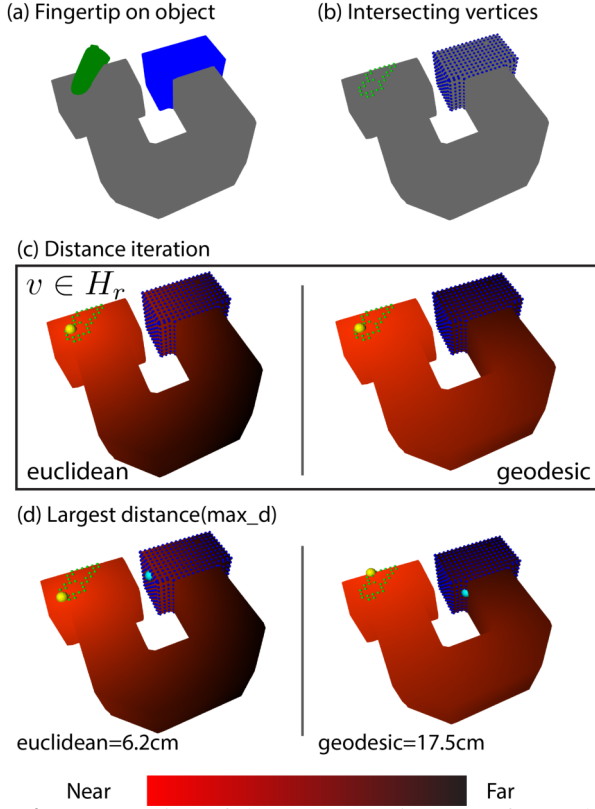 (a) Fingertip on object
(b) Intersecting vertices
(c) Distance iteration
v ∈ H_r
euclidean
geodesic
(d) Largest distance(max_d)
euclidean=6.2cm
geodesic=17.5cm
Near
Far